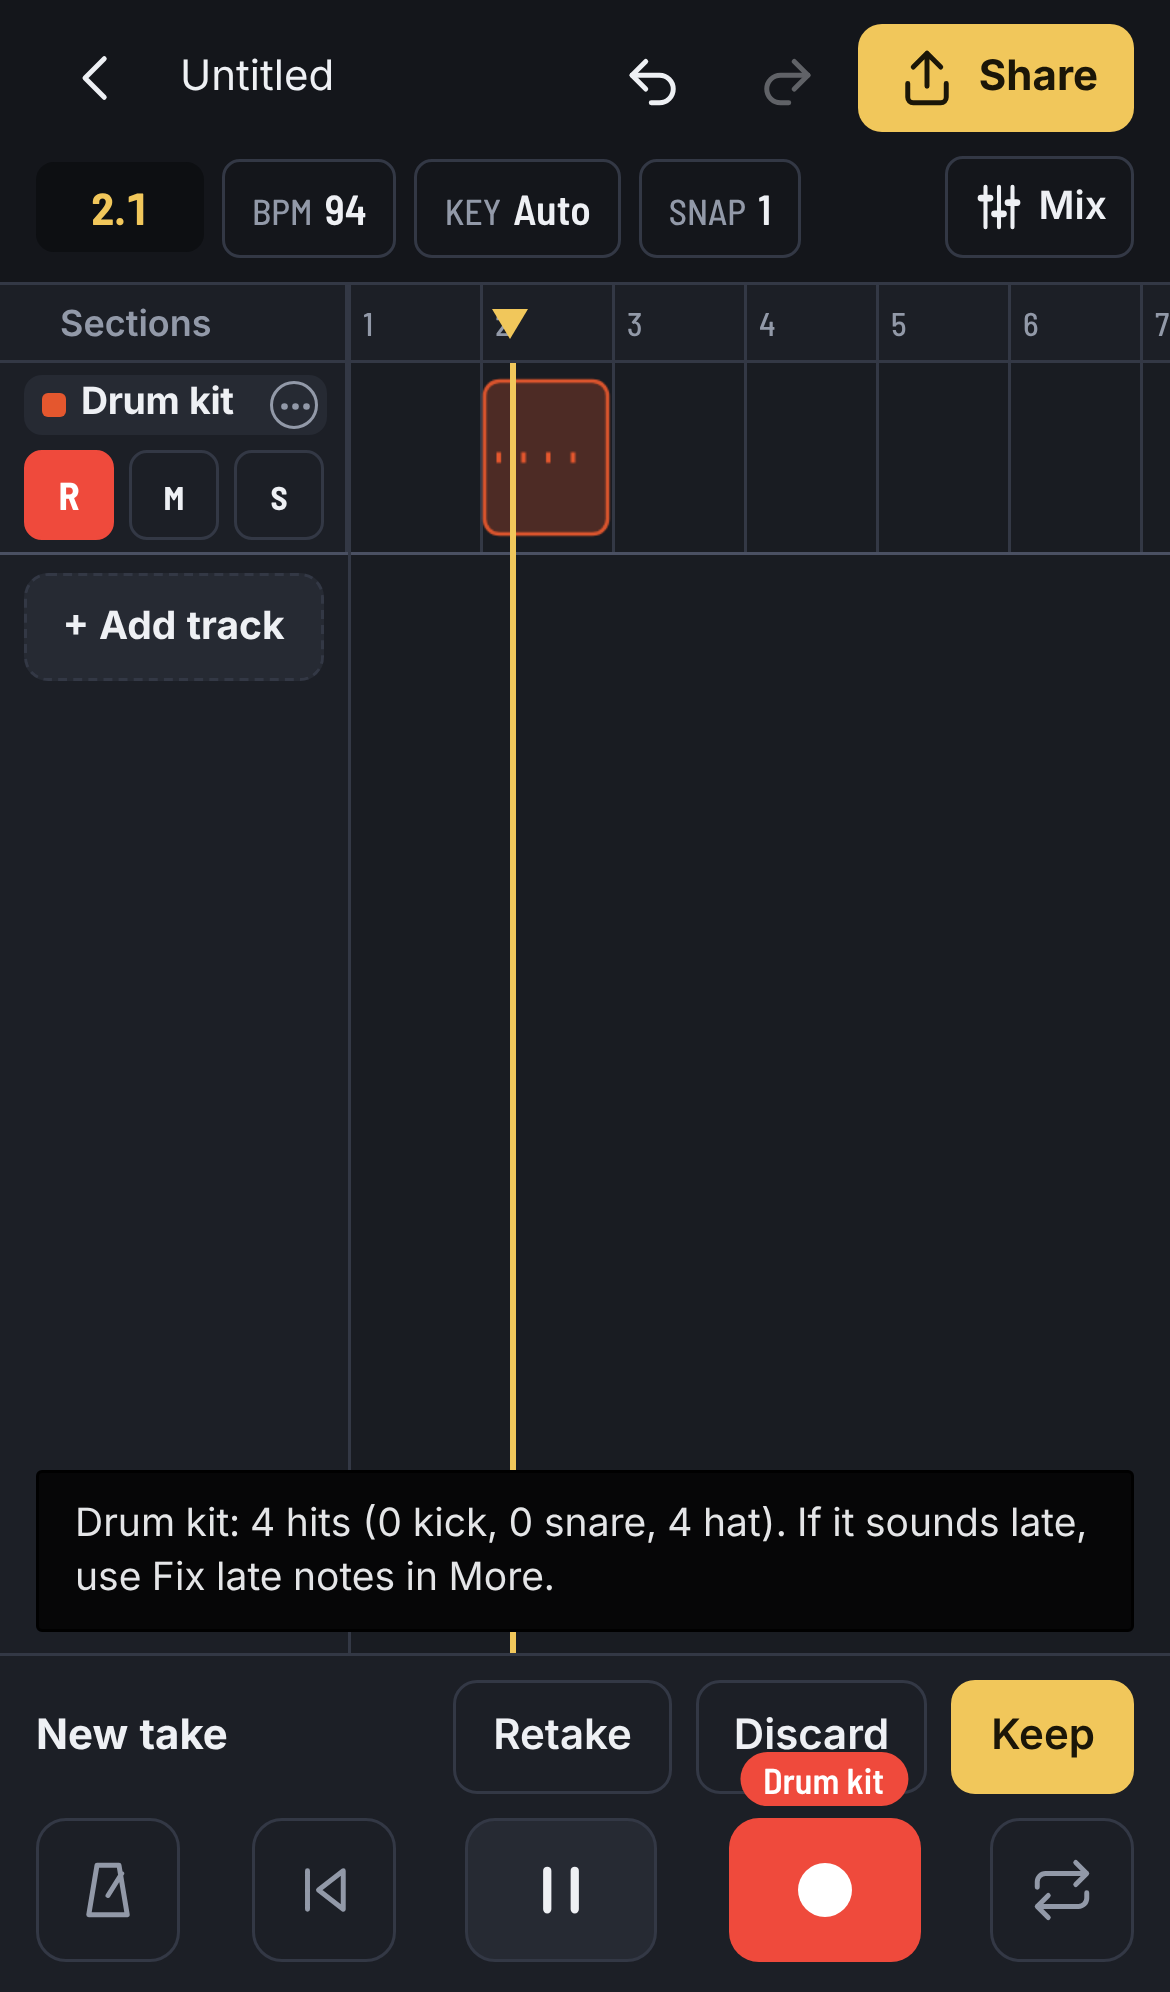 Untitled
Share
2.1
BPM 94
KEY Auto
SNAP 1
Mix
Sections
1
2
3
4
5
6
7
Drum kit
R
M
S
+ Add track
Drum kit: 4 hits (0 kick, 0 snare, 4 hat). If it sounds late,
use Fix late notes in More.
New take
Retake
Discard
Keep
Drum kit